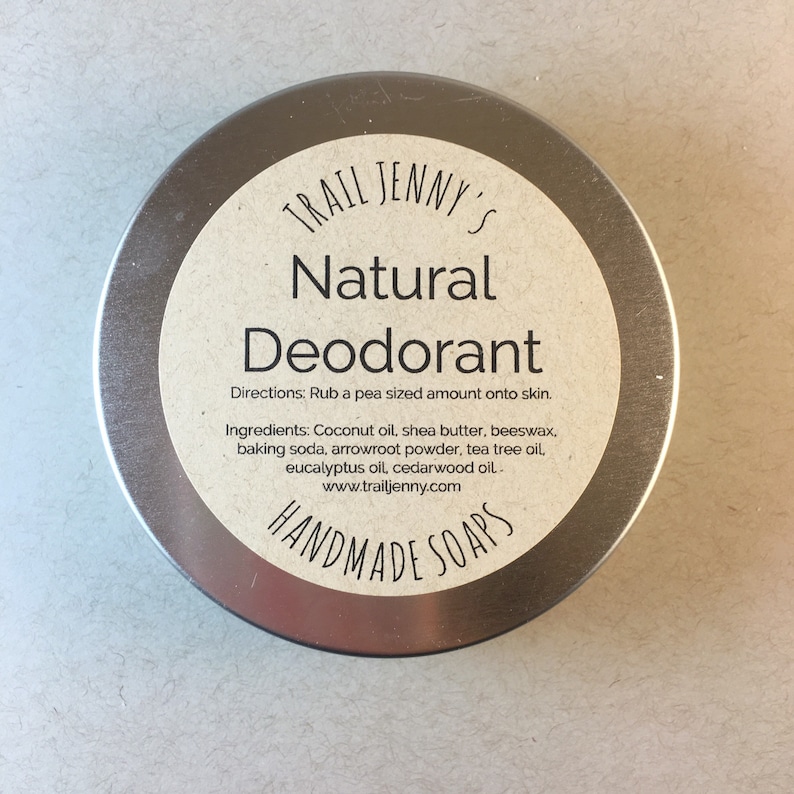 TRAIL JENNY'S
Natural
Deodorant
Directions: Rub a pea sized amount onto skin.
Ingredients: Coconut oil, shea butter, beeswax,
baking soda, arrowroot powder, tea tree oil,
eucalyptus oil, cedarwood oil.
www.trailjenny.com
HANDMADE SOAPS